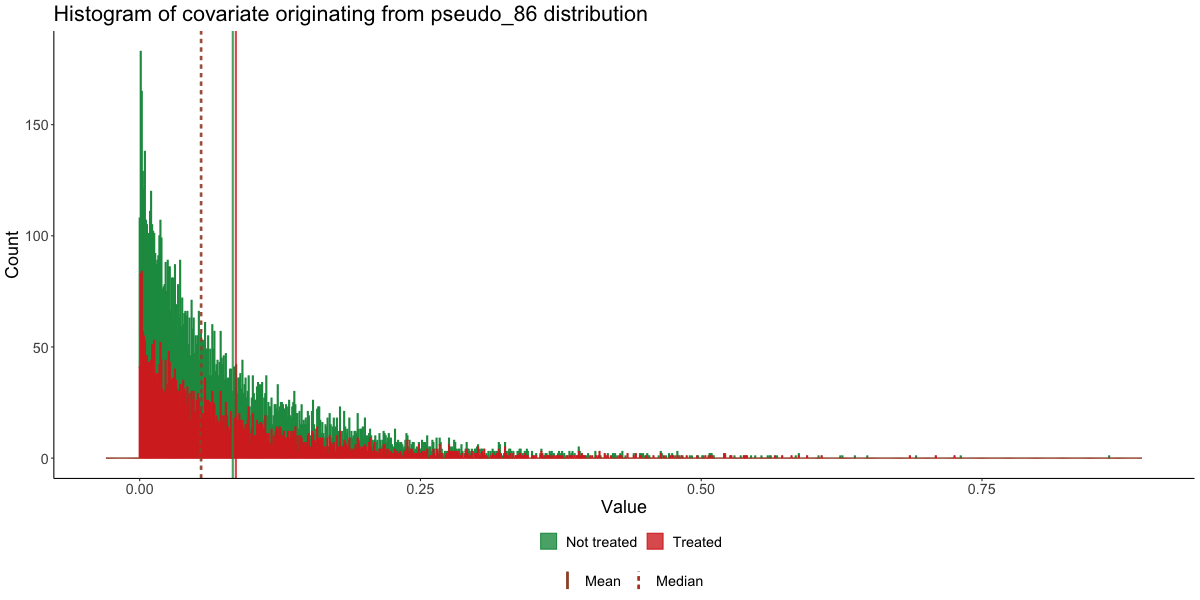 Histogram of covariate originating from pseudo_86 distribution
Count
150
100
50
0
0.00 0.25 0.50 0.75
Value
Not treated Treated
Mean Median